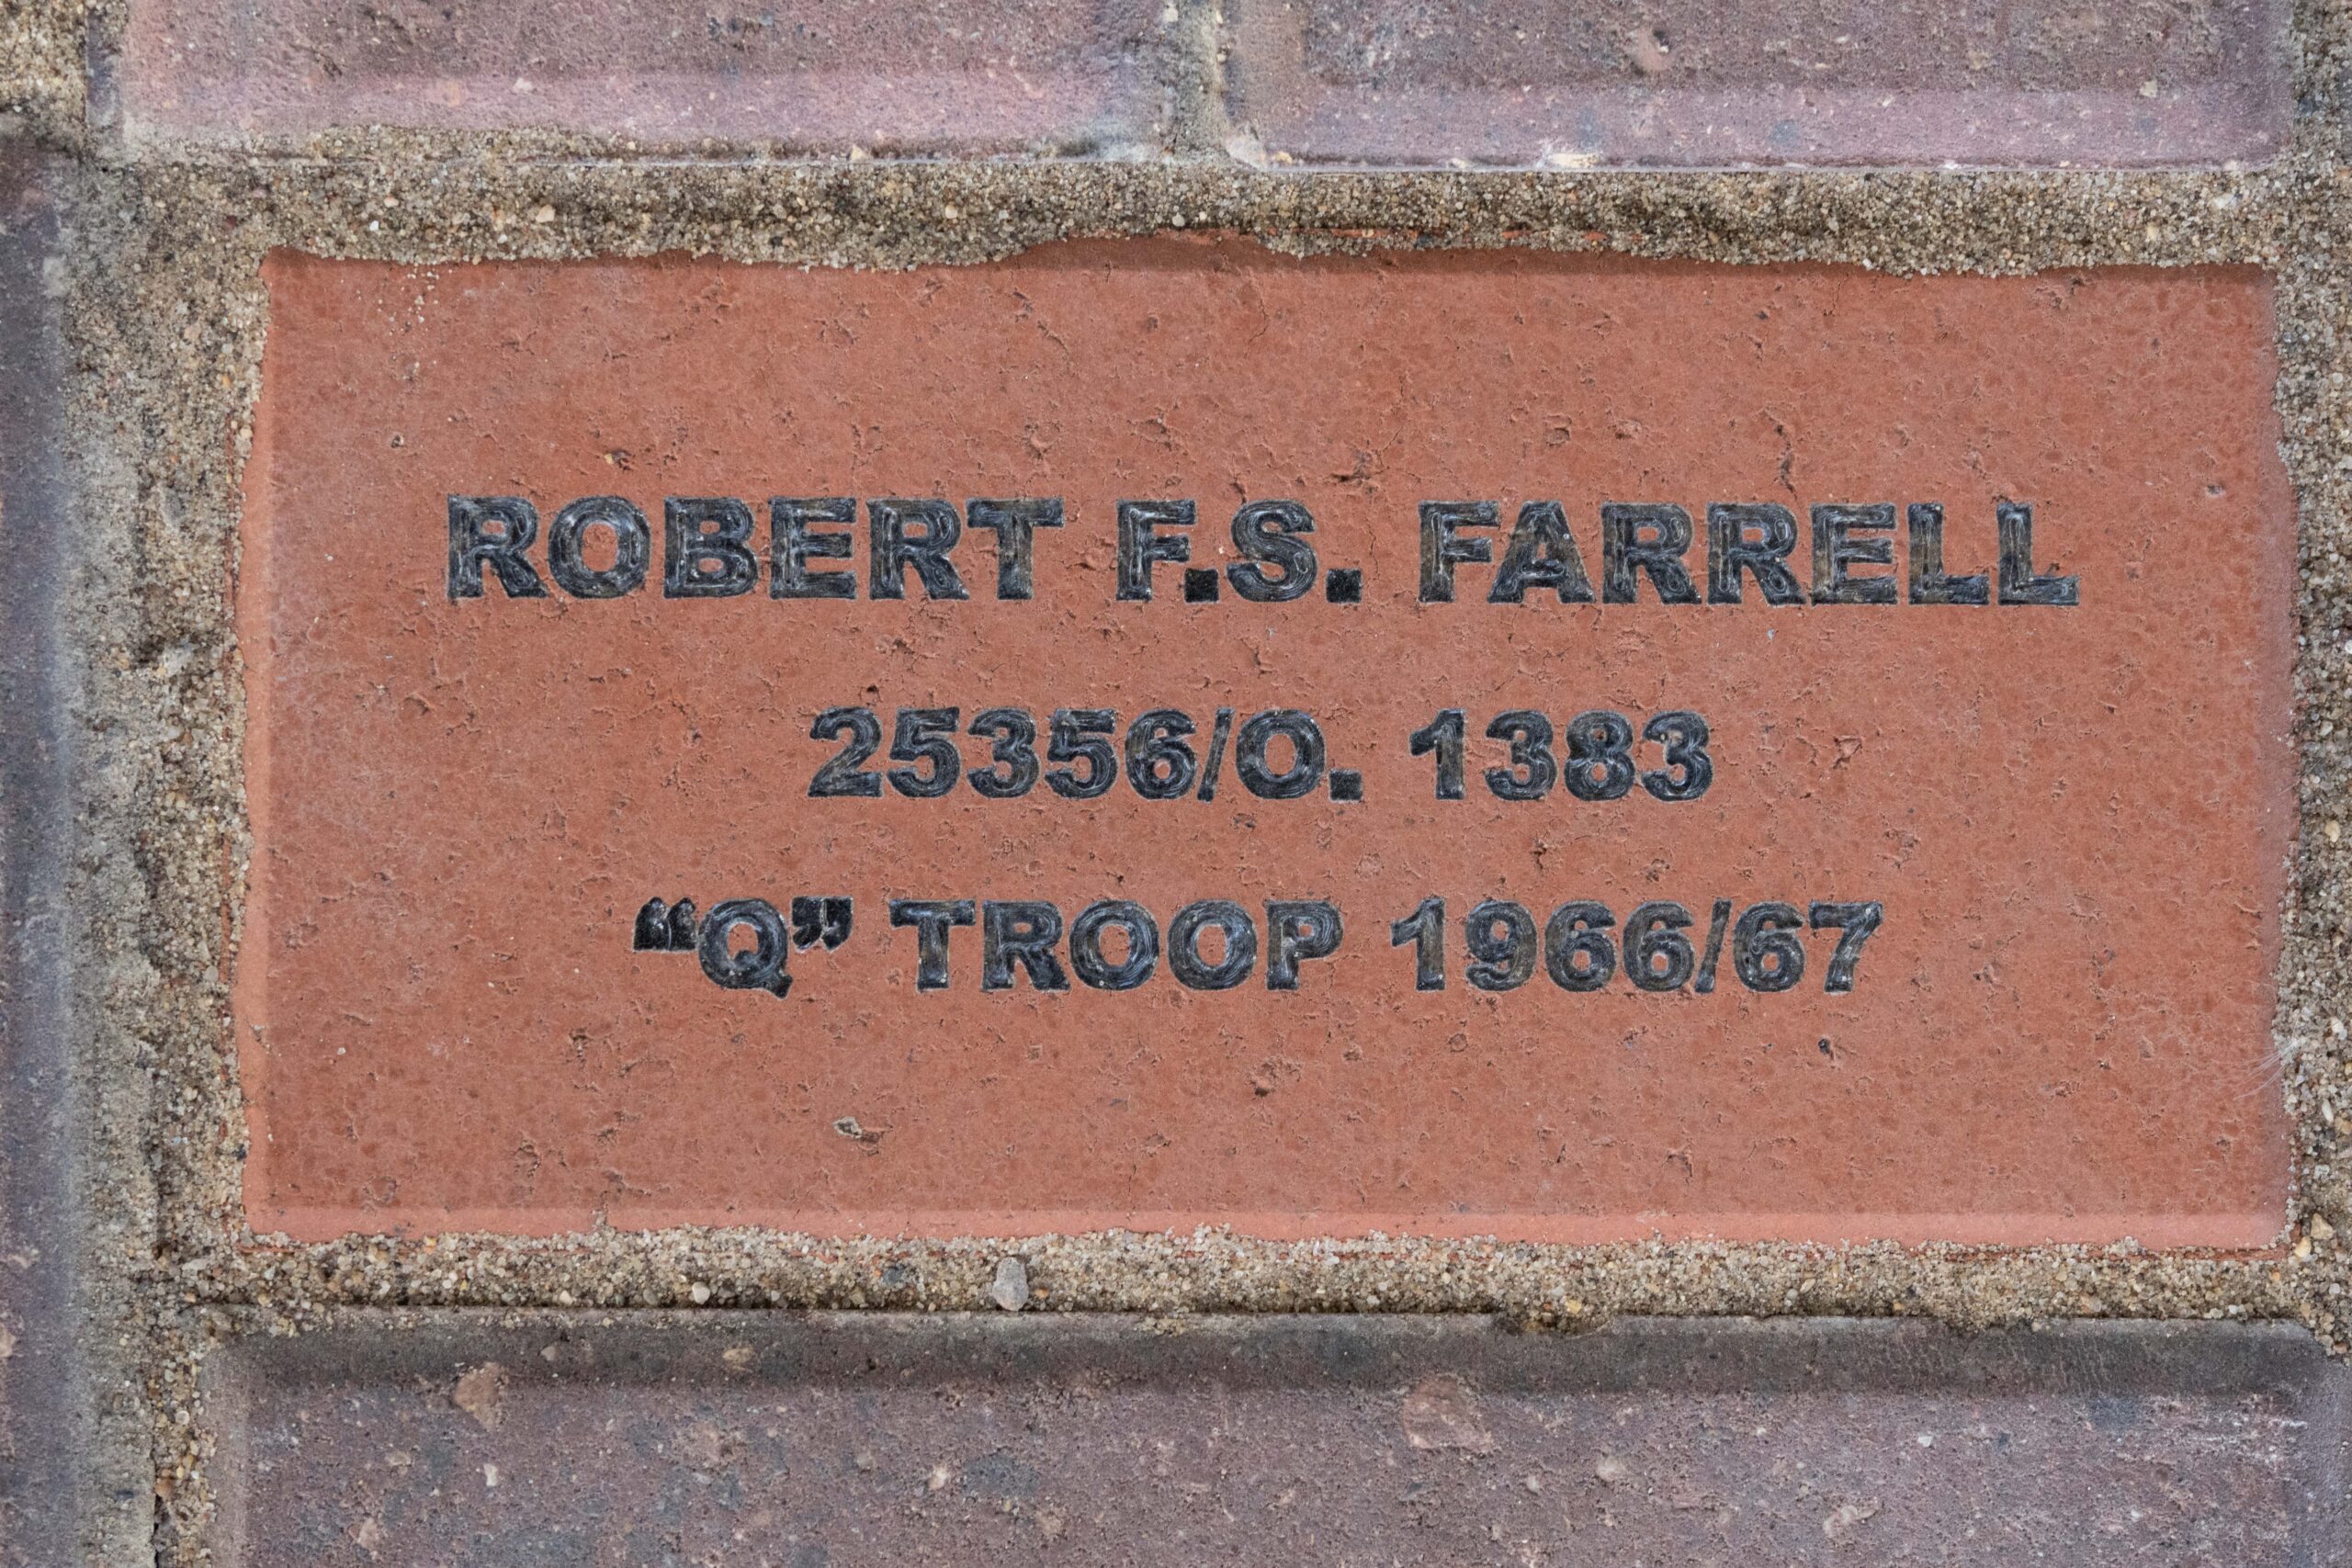 ROBERT F.S. FARRELL
25356/O. 1383
“Q” TROOP 1966/67